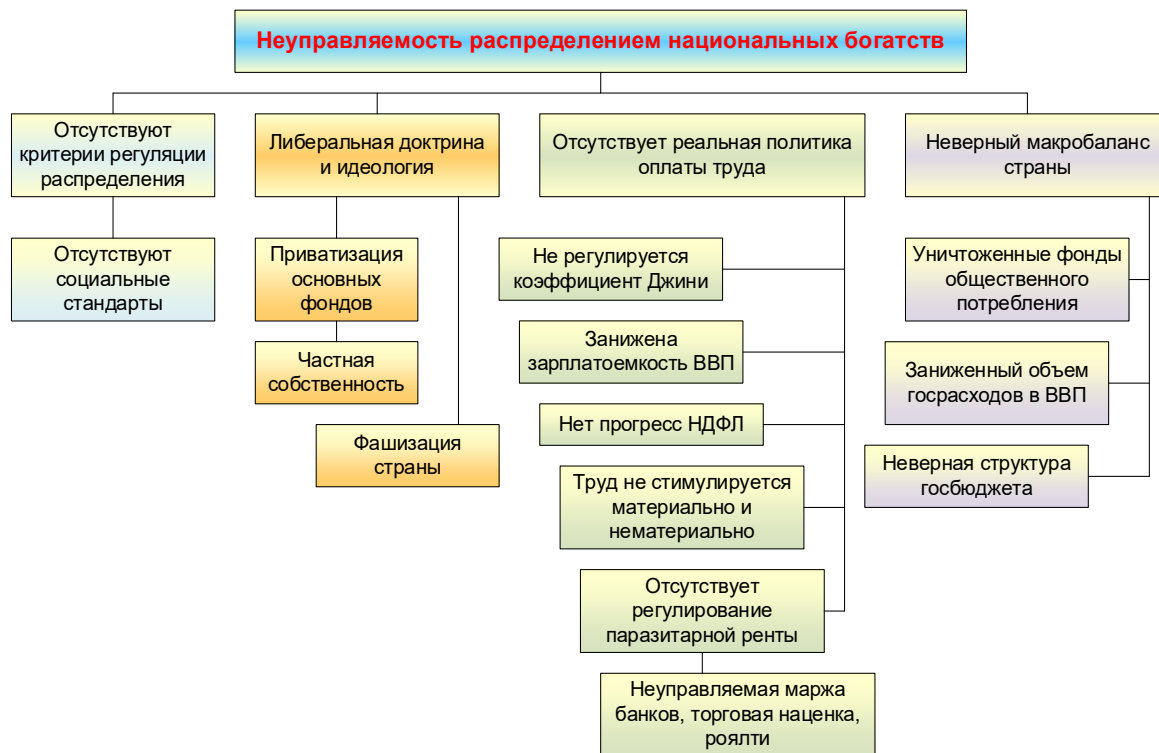 Неуправляемость распределением национальных богатств
Отсутствуют
критерии регуляции
распределения
Отсутствуют
социальные
стандарты
Либеральная доктрина
и идеология
Приватизация
основных
фондов
Частная
собственность
Фашизация
страны
Отсутствует реальная политика
оплаты труда
Не регулируется
коэффициент Джини
Занижена
зарплатоемкость ВВП
Нет прогресс НДФЛ
Труд не стимулируется
материально и
нематериально
Отсутствует
регулирование
паразитарной ренты
Неуправляемая маржа
банков, торговая наценка,
роялти
Неверный макробаланс
страны
Уничтоженные фонды
общественного
потребления
Заниженный объем
госрасходов в ВВП
Неверная структура
госбюджета